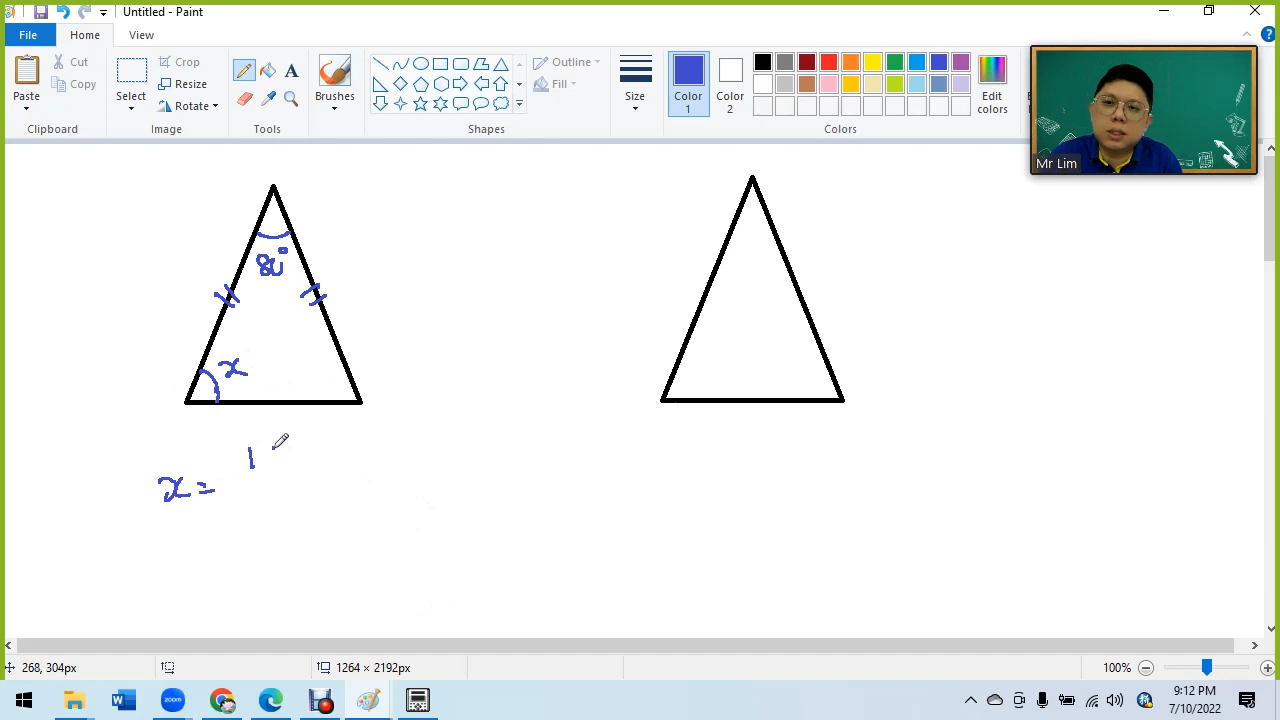 Untitled - Paint
File Home View
Paste
Cut
Copy
Clipboard
Select
Crop
Resize
Rotate
Image
A
Tools
Brushes
Outline
Fill
Shapes
Size
Color 1
Color 2
Edit colors
Colors
Mr Lim
80°
x
x = 1
268, 304px
1264 × 2192px
100%
W
zoom
9:12 PM
7/10/2022